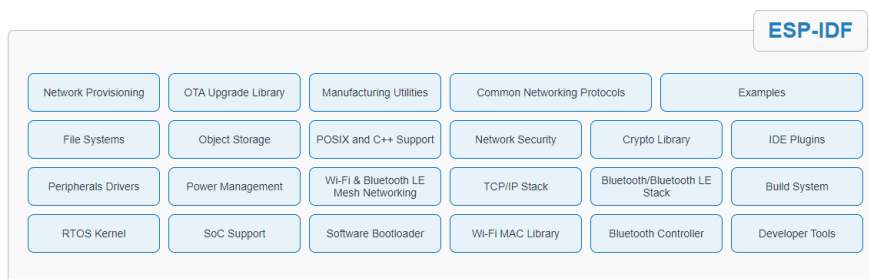 ESP-IDF
Network Provisioning
OTA Upgrade Library
Manufacturing Utilities
Common Networking Protocols
Examples
File Systems
Object Storage
POSIX and C++ Support
Network Security
Crypto Library
IDE Plugins
Peripherals Drivers
Power Management
Wi-Fi & Bluetooth LE
Mesh Networking
TCP/IP Stack
Bluetooth/Bluetooth LE
Stack
Build System
RTOS Kernel
SoC Support
Software Bootloader
Wi-Fi MAC Library
Bluetooth Controller
Developer Tools